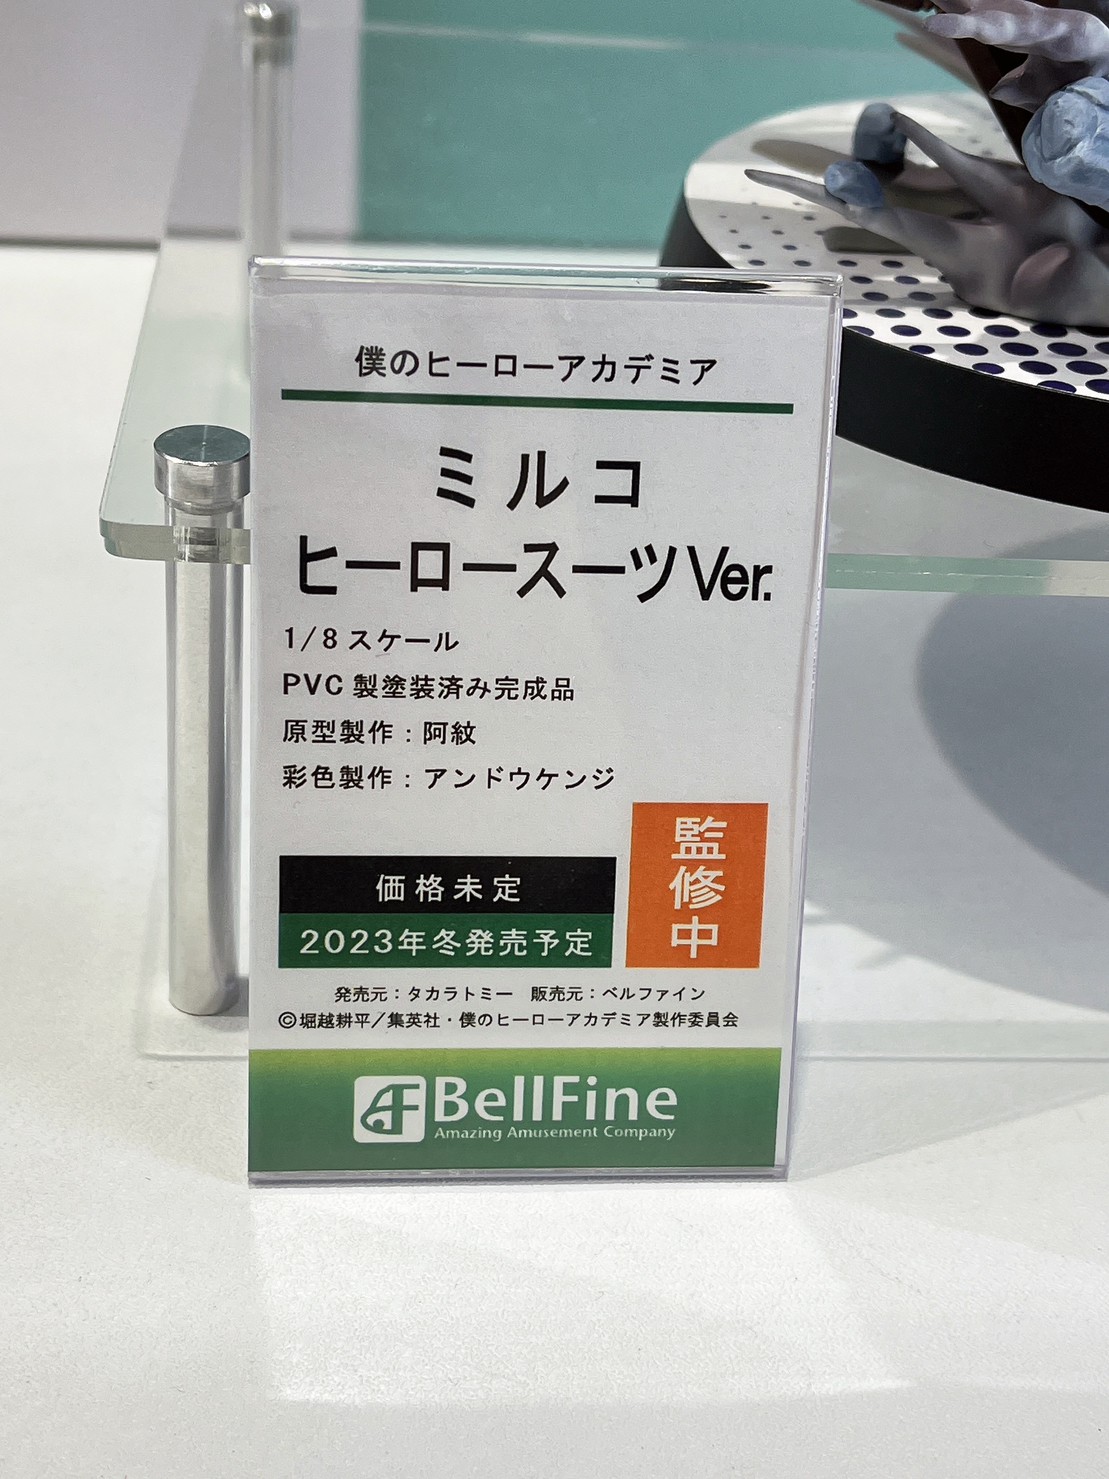 僕のヒーローアカデミア
ミルコ
ヒーロースーツVer.
1/8 スケール
PVC 製塗装済み完成品
原型製作：阿紋
彩色製作：アンドウケンジ
監修中
価格未定
2023年冬発売予定
発売元：タカラトミー　販売元：ベルファイン
©堀越耕平／集英社・僕のヒーローアカデミア製作委員会
BellFine
Amazing Amusement Company